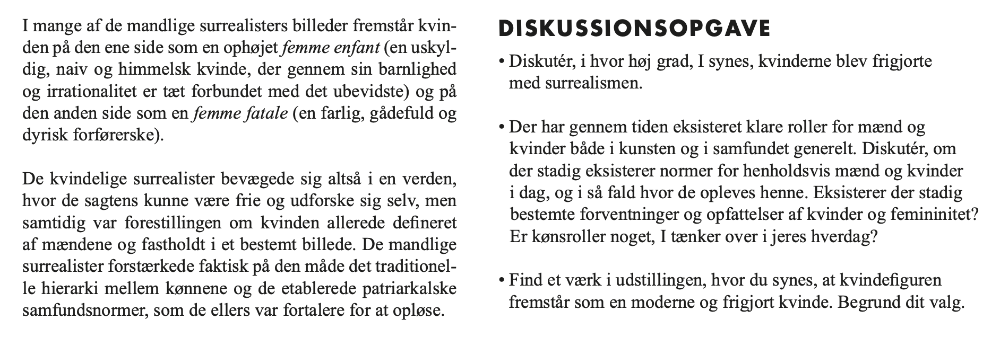 I mange af de mandlige surrealisters billeder fremstår kvin-
den på den ene side som en ophøjet femme enfant (en uskyl-
dig, naiv og himmelsk kvinde, der gennem sin barnlighed
og irrationalitet er tæt forbundet med det ubevidste) og på
den anden side som en femme fatale (en farlig, gådefuld og
dyrisk forførerske).
De kvindelige surrealister bevægede sig altså i en verden,
hvor de sagtens kunne være frie og udforske sig selv, men
samtidig var forestillingen om kvinden allerede defineret
af mændene og fastholdt i et bestemt billede. De mandlige
surrealister forstærkede faktisk på den måde det traditionel-
le hierarki mellem kønnene og de etablerede patriarkalske
samfundsnormer, som de ellers var fortalere for at opløse.
DISKUSSIONSOPGAVE
• Diskutér, i hvor høj grad, I synes, kvinderne blev frigjorte
med surrealismen.
• Der har gennem tiden eksisteret klare roller for mænd og
kvinder både i kunsten og i samfundet generelt. Diskutér, om
der stadig eksisterer normer for henholdsvis mænd og kvinder
i dag, og i så fald hvor de opleves henne. Eksisterer der stadig
bestemte forventninger og opfattelser af kvinder og femininitet?
Er kønsroller noget, I tænker over i jeres hverdag?
• Find et værk i udstillingen, hvor du synes, at kvindefiguren
fremstår som en moderne og frigjort kvinde. Begrund dit valg.